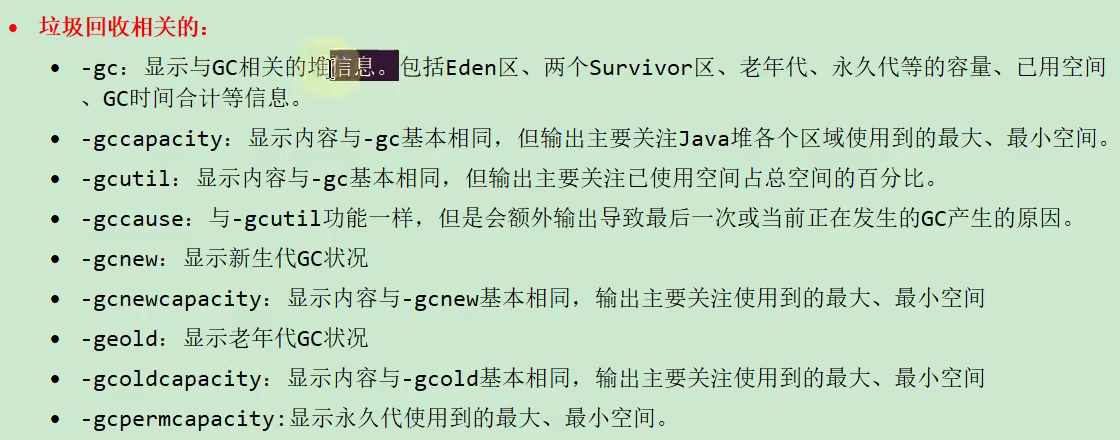 垃圾回收相关的：
-gc：显示与GC相关的堆信息。包括Eden区、两个Survivor区、老年代、永久代等的容量、已用空间
、GC时间合计等信息。
-gccapacity：显示内容与-gc基本相同，但输出主要关注Java堆各个区域使用到的最大、最小空间。
-gcutil：显示内容与-gc基本相同，但输出主要关注已使用空间占总空间的百分比。
-gccause：与-gcutil功能一样，但是会额外输出导致最后一次或当前正在发生的GC产生的原因。
-gcnew：显示新生代GC状况
-gcnewcapacity：显示内容与-gcnew基本相同，输出主要关注使用到的最大、最小空间
-geold：显示老年代GC状况
-gcoldcapacity：显示内容与-gcold基本相同，输出主要关注使用到的最大、最小空间
-gcpermcapacity:显示永久代使用到的最大、最小空间。